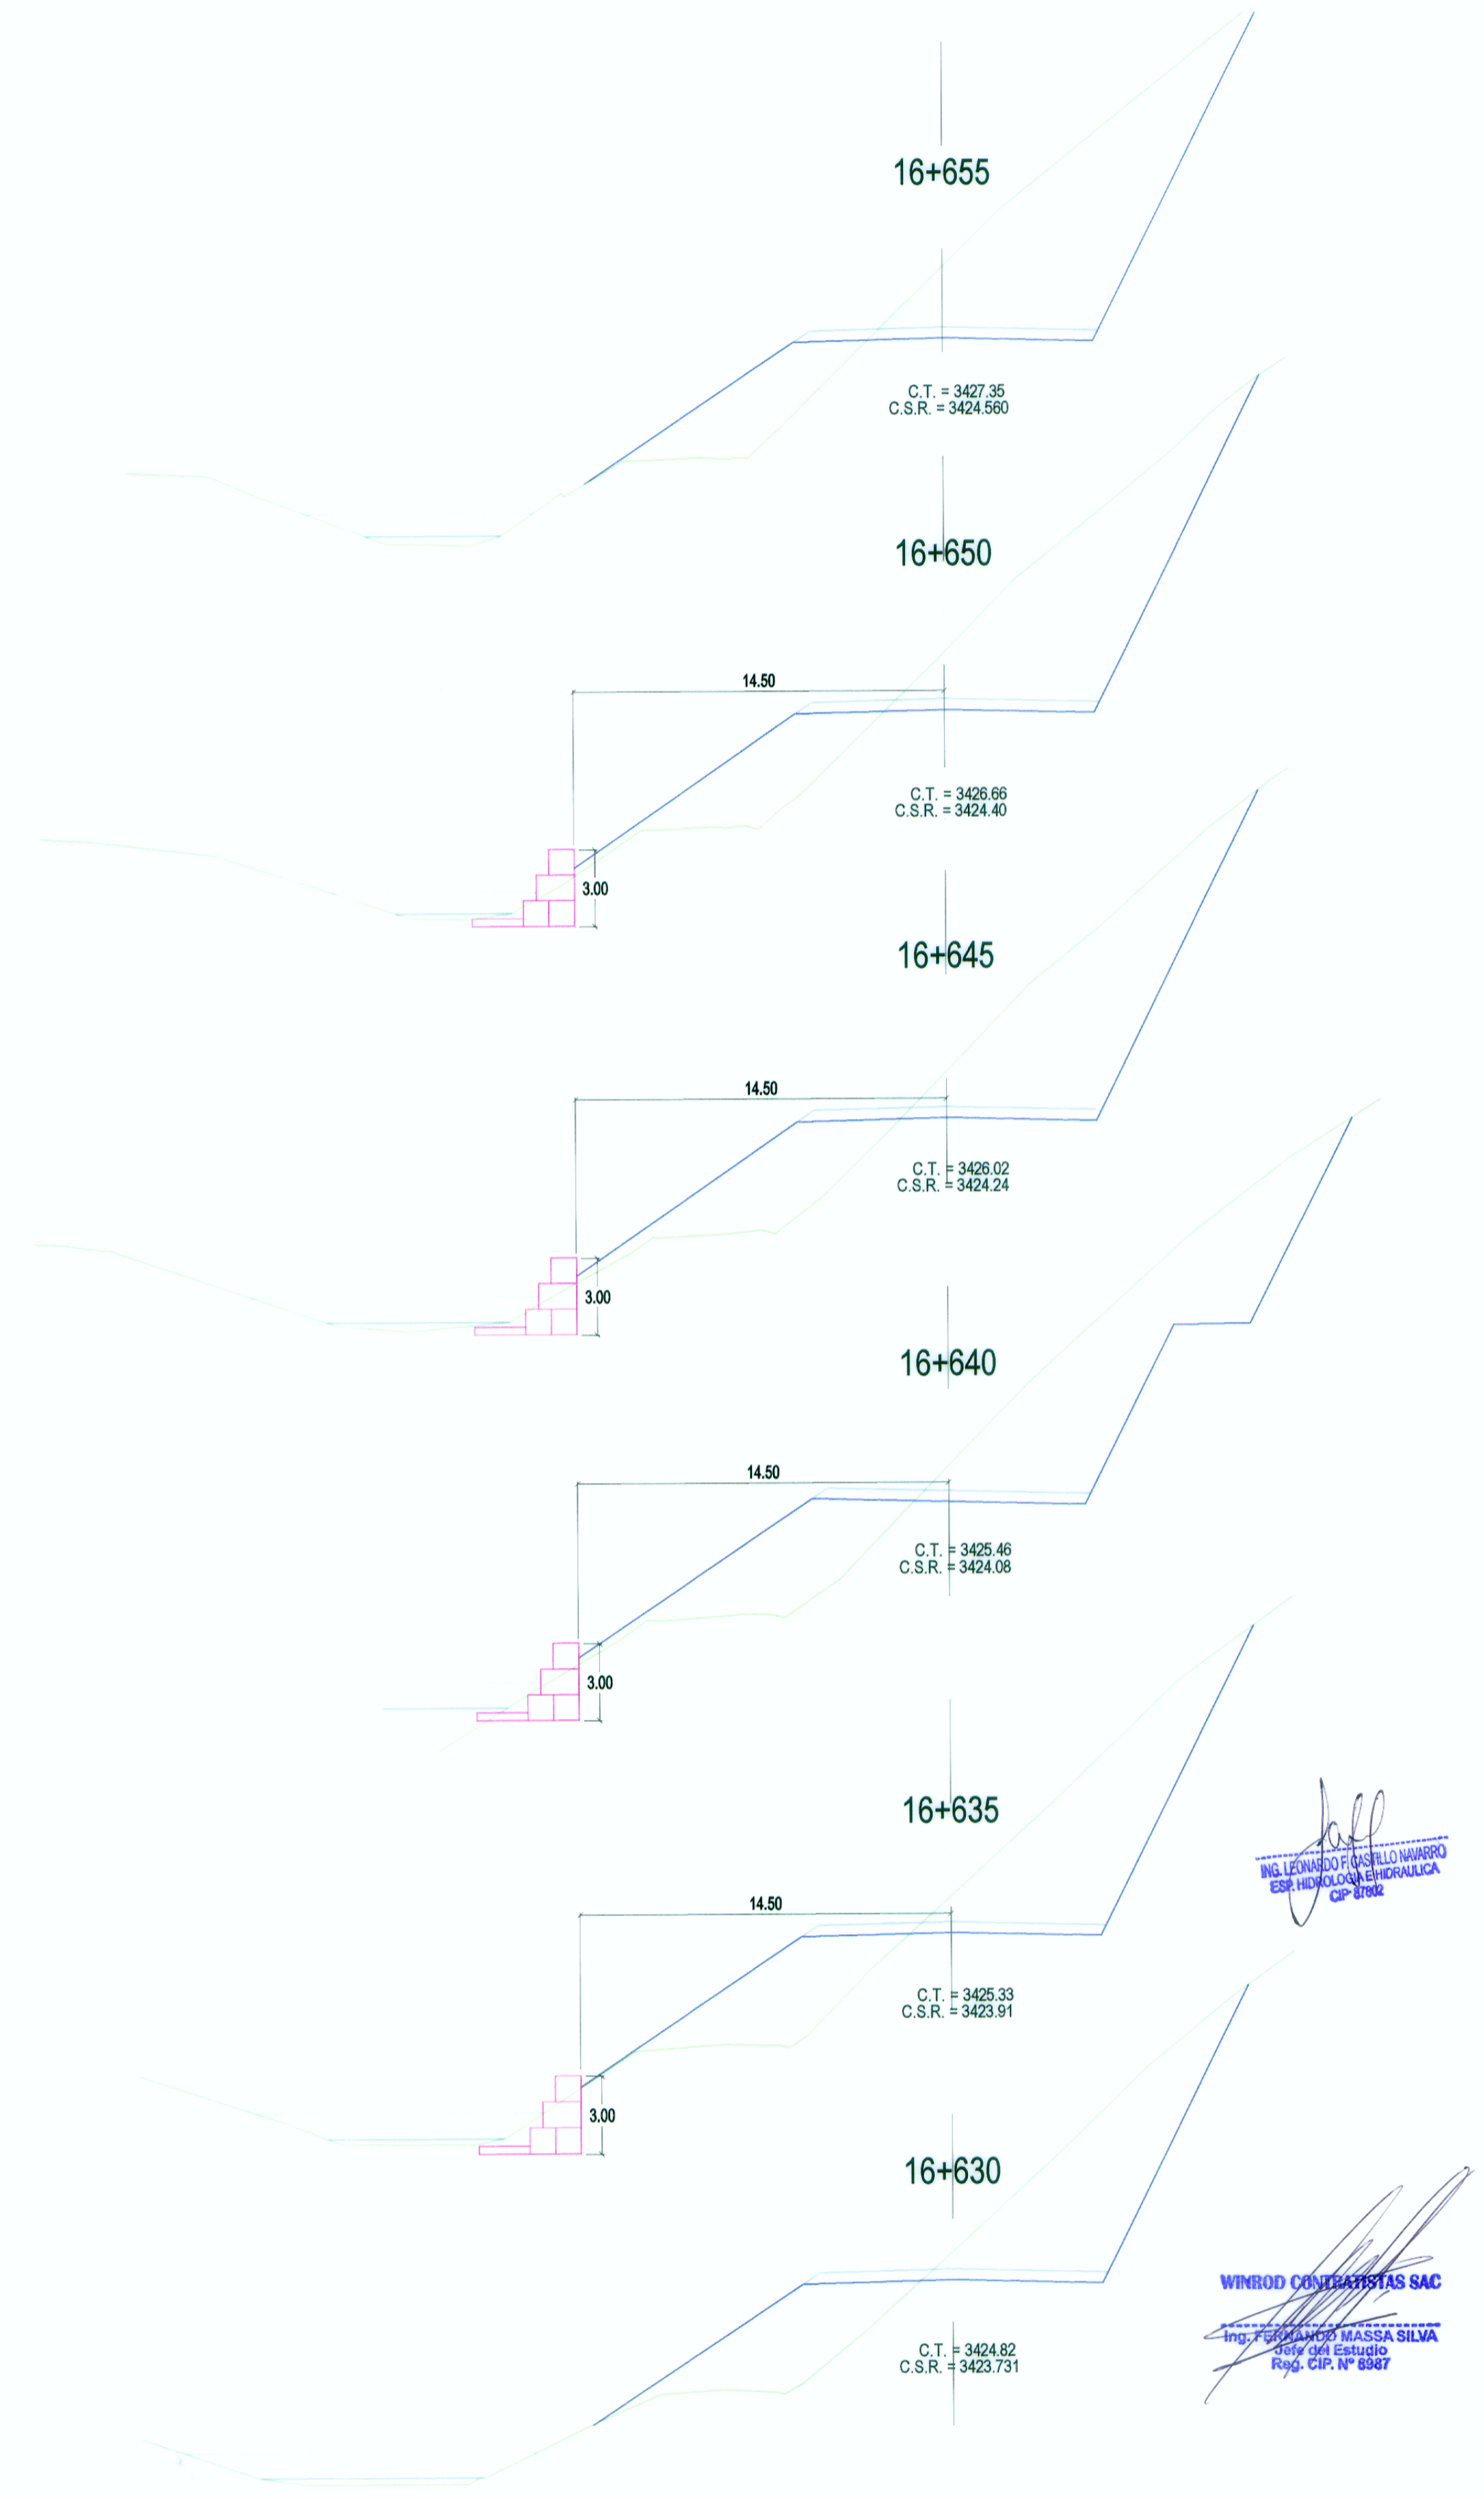 16+655
C.T. = 3427.35
C.S.R. = 3424.560
16+650
14.50
C.T. = 3426.66
C.S.R. = 3424.40
3.00
16+645
14.50
C.T. = 3426.02
C.S.R. = 3424.24
3.00
16+640
14.50
C.T. = 3425.46
C.S.R. = 3424.08
3.00
16+635
ING. LEONARDO F. CASTILLO NAVARRO
ESP. HIDROLOGIA E HIDRAULICA
CIP 87802
14.50
C.T. = 3425.33
C.S.R. = 3423.91
3.00
16+630
WINROD CONTRATISTAS SAC
Ing. FERNANDO MASSA SILVA
Jefe del Estudio
Reg. CIP. N° 8987
C.T. = 3424.82
C.S.R. = 3423.731